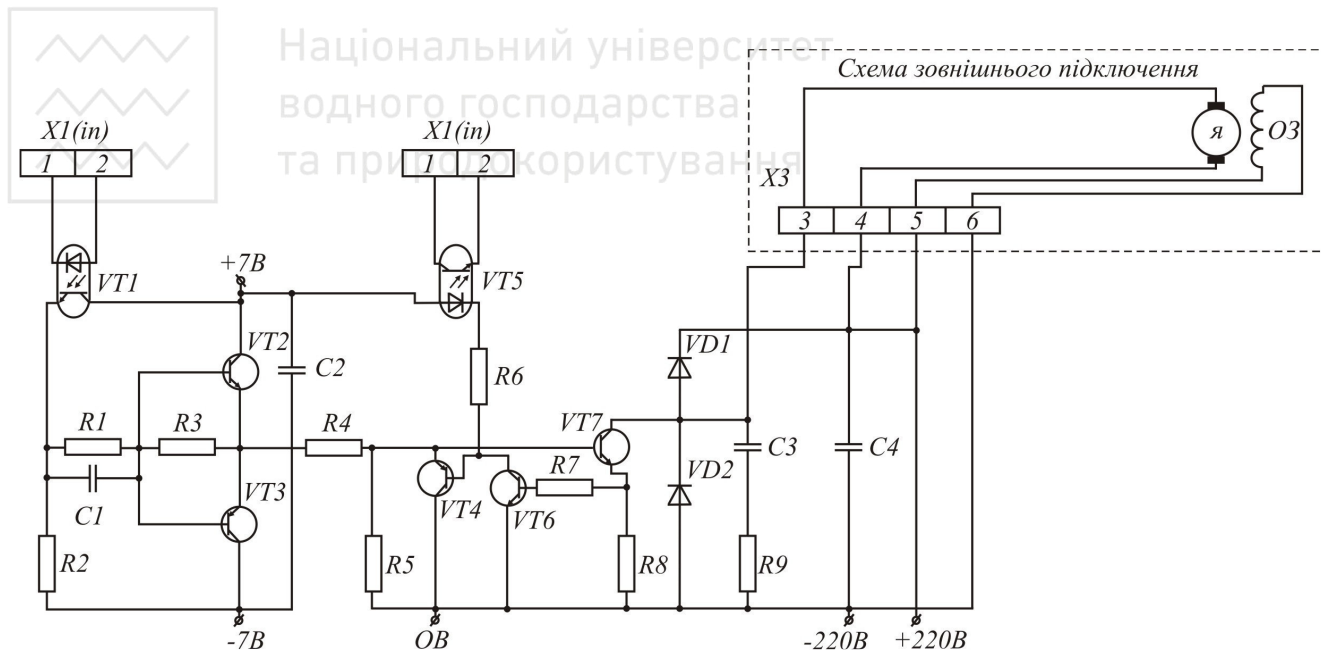 Національний університет
водного господарства
та природокористування
Схема зовнішнього підключення
X1(in)
1 2
X1(in)
1 2
Я
ОЗ
X3
3 4 5 6
VT1
+7В
VT5
VT2
C2
R6
VD1
R1
R3
R4
VT7
C3
C4
C1
VT3
VT4
R7
VT6
VD2
R2
R5
R8
R9
-7В
ОВ
-220В
+220В